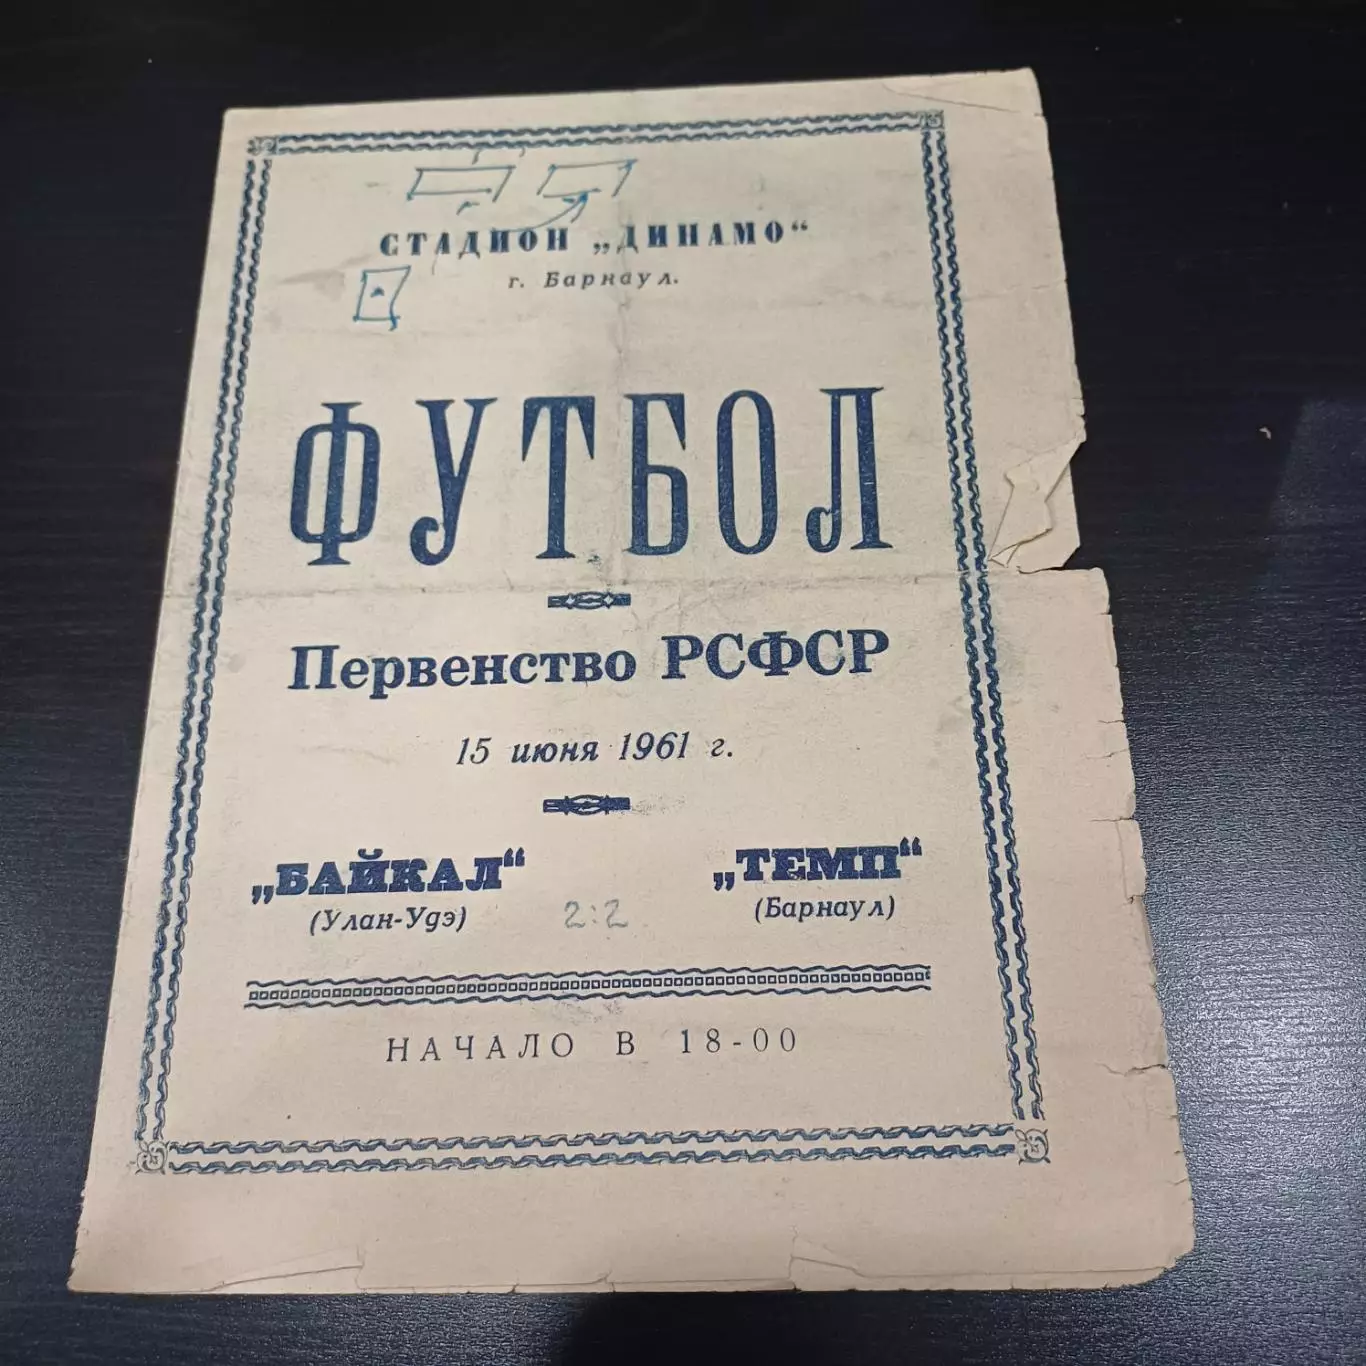 СТАДИОН „ДИНАМО“
г. Барнаул.
ФУТБОЛ
Первенство РСФСР
15 июня 1961 г.
„БАЙКАЛ“ „ТЕМП“
(Улан-Удэ) 2:2 (Барнаул)
НАЧАЛО В 18-00